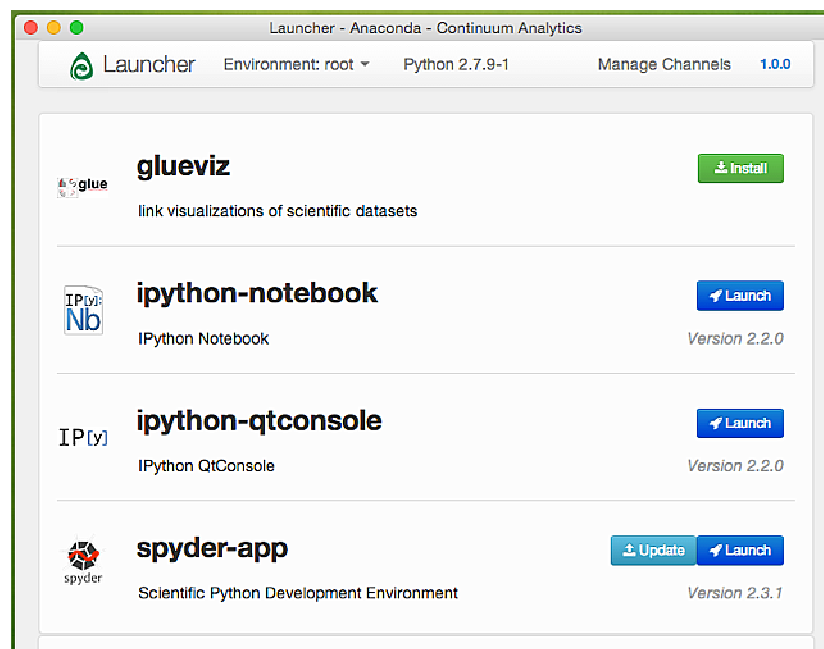 Launcher - Anaconda - Continuum Analytics
Launcher Environment: root Python 2.7.9-1 Manage Channels 1.0.0
glue
glueviz
Install
link visualizations of scientific datasets
IP[y]:
Nb
ipython-notebook
Launch
IPython Notebook
Version 2.2.0
IP[y]
ipython-qtconsole
Launch
IPython QtConsole
Version 2.2.0
spyder
spyder-app
Update
Launch
Scientific Python Development Environment
Version 2.3.1